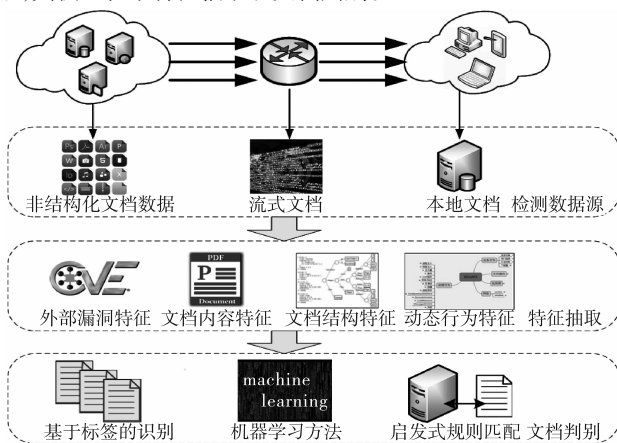 非结构化文档数据 流式文档 本地文档 检测数据源
CVE
PDF
P
Document
外部漏洞特征 文档内容特征 文档结构特征 动态行为特征 特征抽取
machine
learning
基于标签的识别 机器学习方法 启发式规则匹配 文档判别